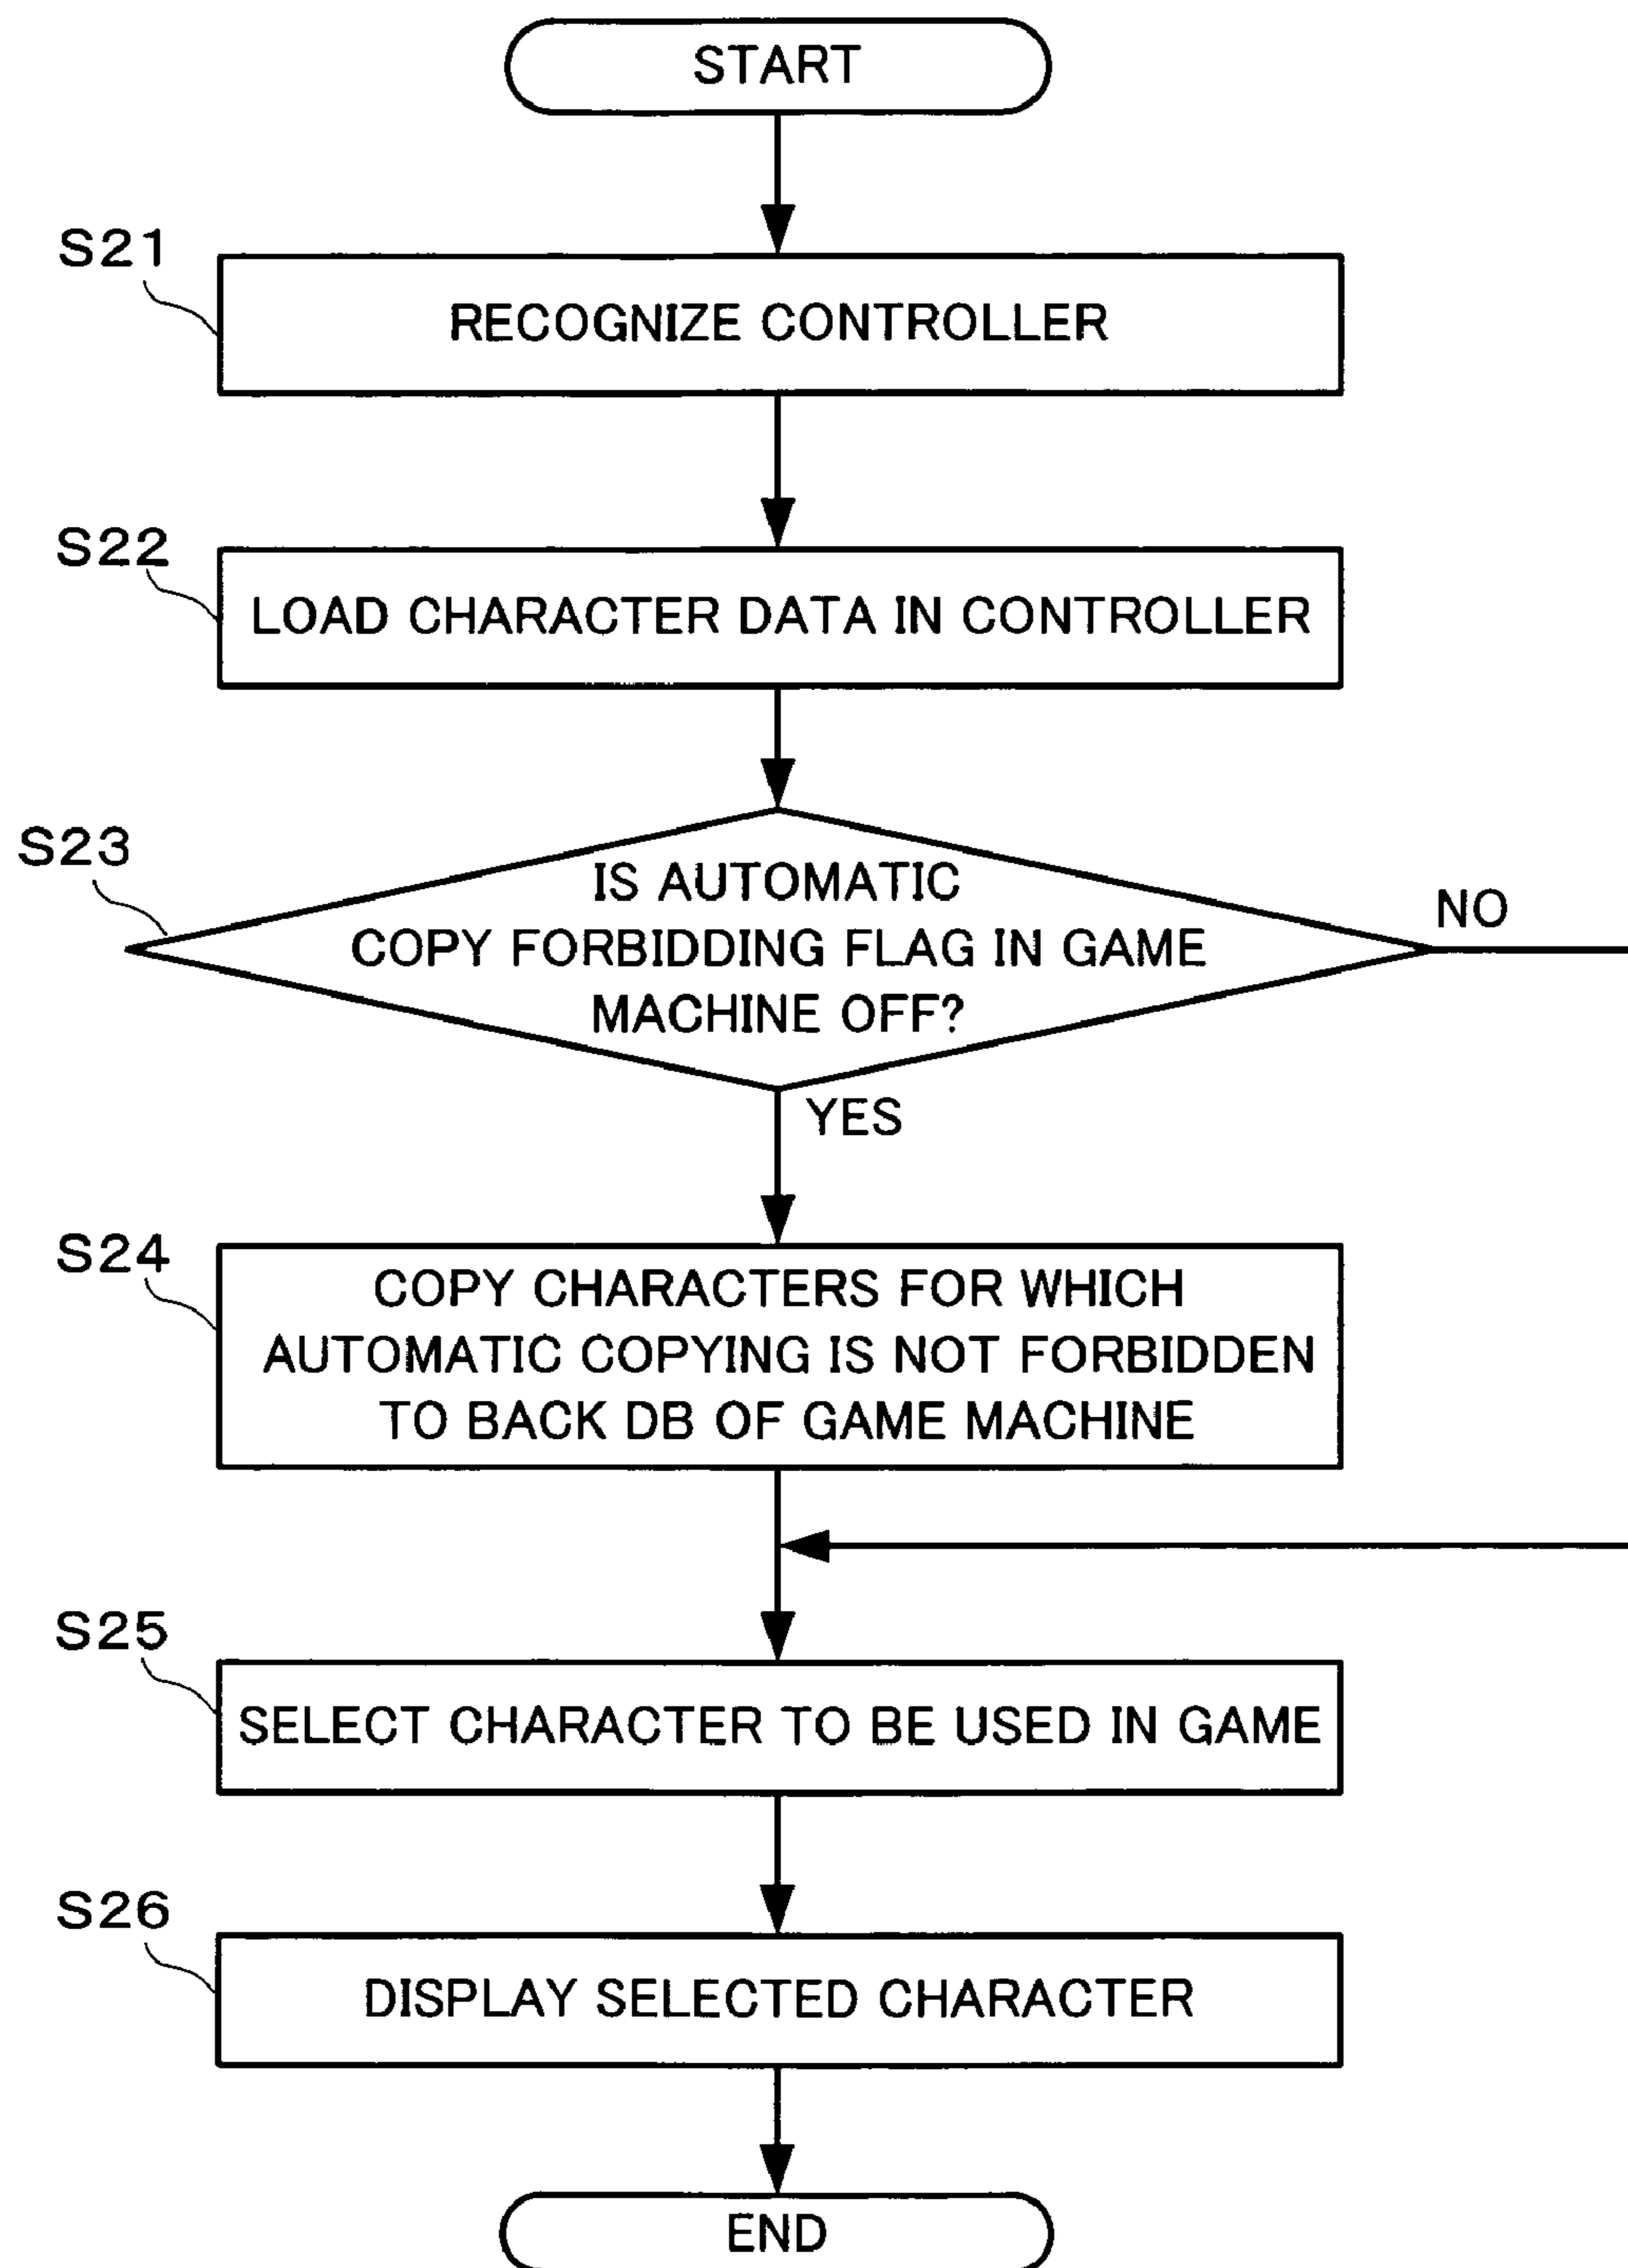 START
S21
RECOGNIZE CONTROLLER
S22
LOAD CHARACTER DATA IN CONTROLLER
S23
IS AUTOMATIC
COPY FORBIDDING FLAG IN GAME
MACHINE OFF?
NO
YES
S24
COPY CHARACTERS FOR WHICH
AUTOMATIC COPYING IS NOT FORBIDDEN
TO BACK DB OF GAME MACHINE
S25
SELECT CHARACTER TO BE USED IN GAME
S26
DISPLAY SELECTED CHARACTER
END